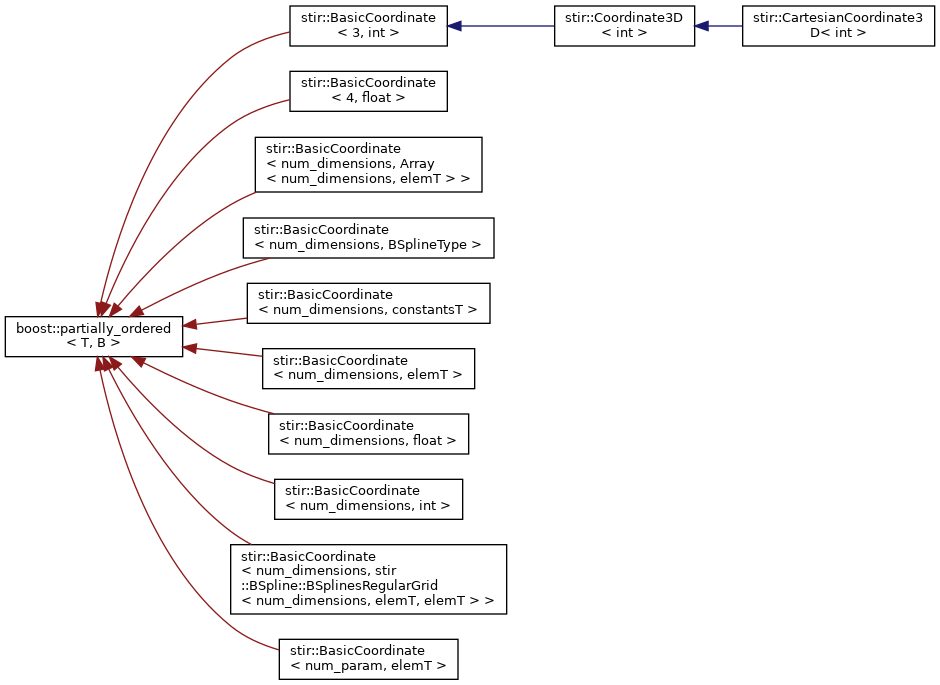 stir::BasicCoordinate
< 3, int >
stir::Coordinate3D
< int >
stir::CartesianCoordinate3
D< int >
stir::BasicCoordinate
< 4, float >
stir::BasicCoordinate
< num_dimensions, Array
< num_dimensions, elemT > >
stir::BasicCoordinate
< num_dimensions, BSplineType >
stir::BasicCoordinate
< num_dimensions, constantsT >
boost::partially_ordered
< T, B >
stir::BasicCoordinate
< num_dimensions, elemT >
stir::BasicCoordinate
< num_dimensions, float >
stir::BasicCoordinate
< num_dimensions, int >
stir::BasicCoordinate
< num_dimensions, stir
::BSpline::BSplinesRegularGrid
< num_dimensions, elemT, elemT > >
stir::BasicCoordinate
< num_param, elemT >